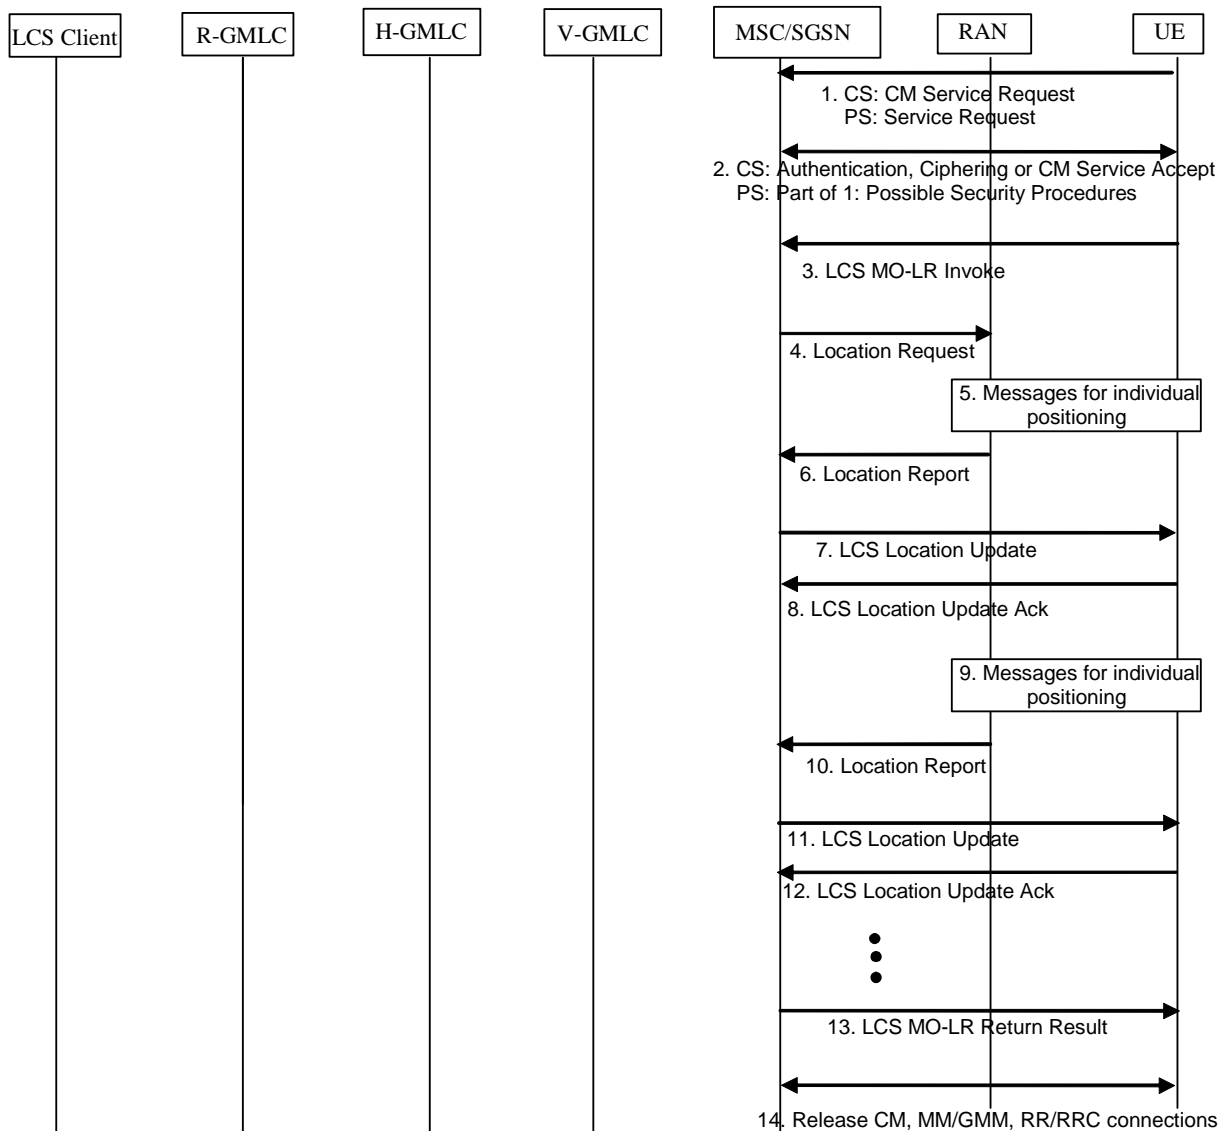 LCS Client
R-GMLC
H-GMLC
V-GMLC
MSC/SGSN
RAN
UE
1. CS: CM Service Request
PS: Service Request
2. CS: Authentication, Ciphering or CM Service Accept
PS: Part of 1: Possible Security Procedures
3. LCS MO-LR Invoke
4. Location Request
5. Messages for individual
positioning
6. Location Report
7. LCS Location Update
8. LCS Location Update Ack
9. Messages for individual
positioning
10. Location Report
11. LCS Location Update
12. LCS Location Update Ack
13. LCS MO-LR Return Result
14. Release CM, MM/GMM, RR/RRC connections